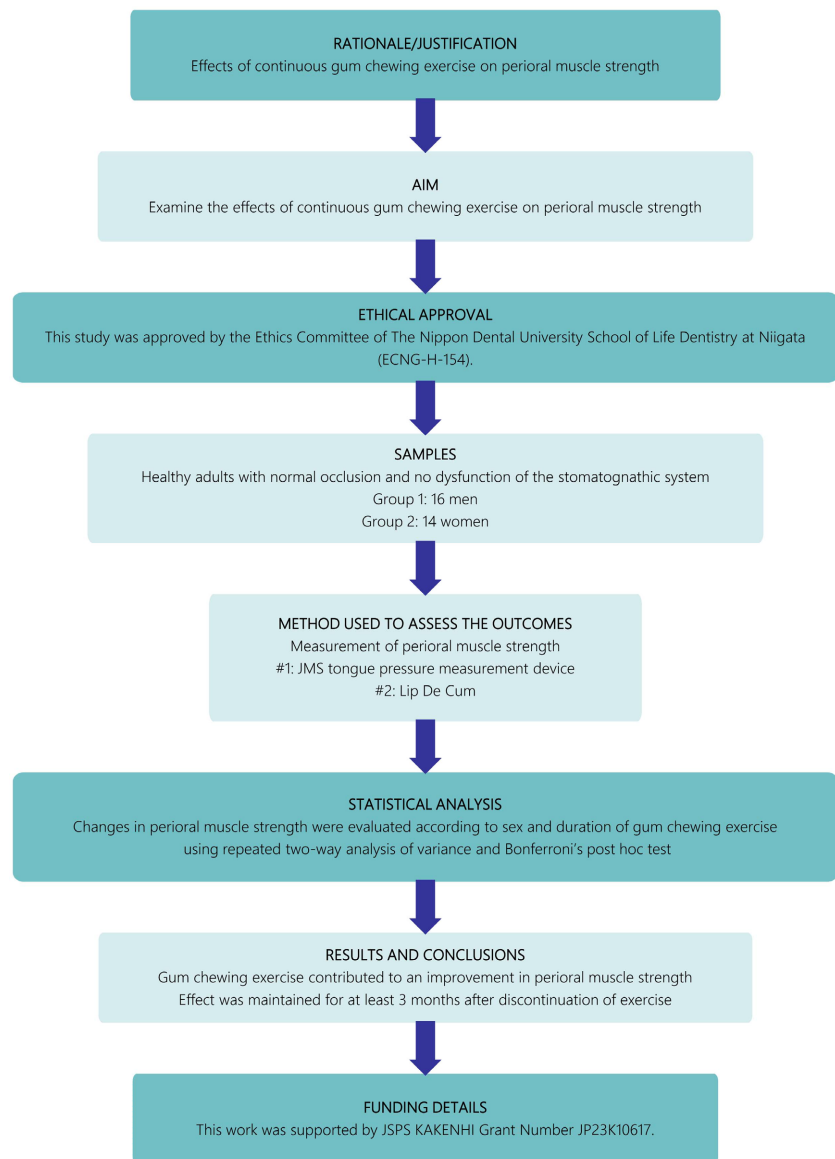 RATIONALE/JUSTIFICATION
Effects of continuous gum chewing exercise on perioral muscle strength
AIM
Examine the effects of continuous gum chewing exercise on perioral muscle strength
ETHICAL APPROVAL
This study was approved by the Ethics Committee of The Nippon Dental University School of Life Dentistry at Niigata
(ECNG-H-154).
SAMPLES
Healthy adults with normal occlusion and no dysfunction of the stomatognathic system
Group 1: 16 men
Group 2: 14 women
METHOD USED TO ASSESS THE OUTCOMES
Measurement of perioral muscle strength
#1: JMS tongue pressure measurement device
#2: Lip De Cum
STATISTICAL ANALYSIS
Changes in perioral muscle strength were evaluated according to sex and duration of gum chewing exercise
using repeated two-way analysis of variance and Bonferroni’s post hoc test
RESULTS AND CONCLUSIONS
Gum chewing exercise contributed to an improvement in perioral muscle strength
Effect was maintained for at least 3 months after discontinuation of exercise
FUNDING DETAILS
This work was supported by JSPS KAKENHI Grant Number JP23K10617.